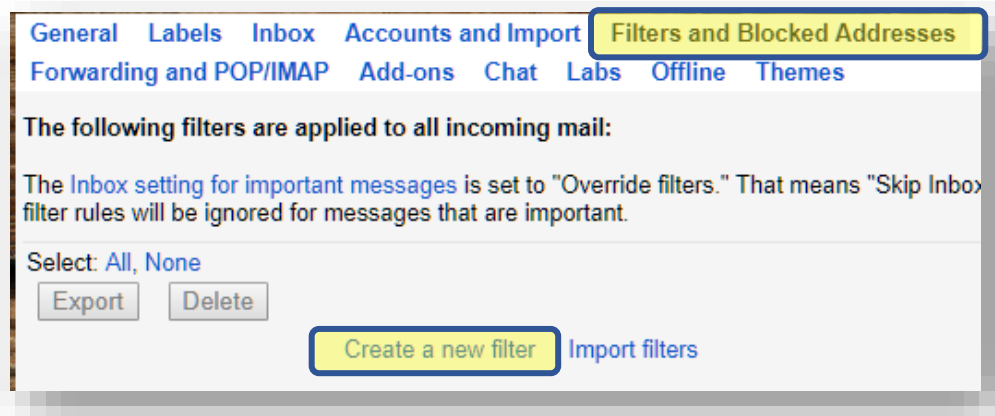 General Labels Inbox Accounts and Import Filters and Blocked Addresses
Forwarding and POP/IMAP Add-ons Chat Labs Offline Themes
The following filters are applied to all incoming mail:
The Inbox setting for important messages is set to "Override filters." That means "Skip Inbox
filter rules will be ignored for messages that are important.
Select: All, None
Export Delete
Create a new filter Import filters